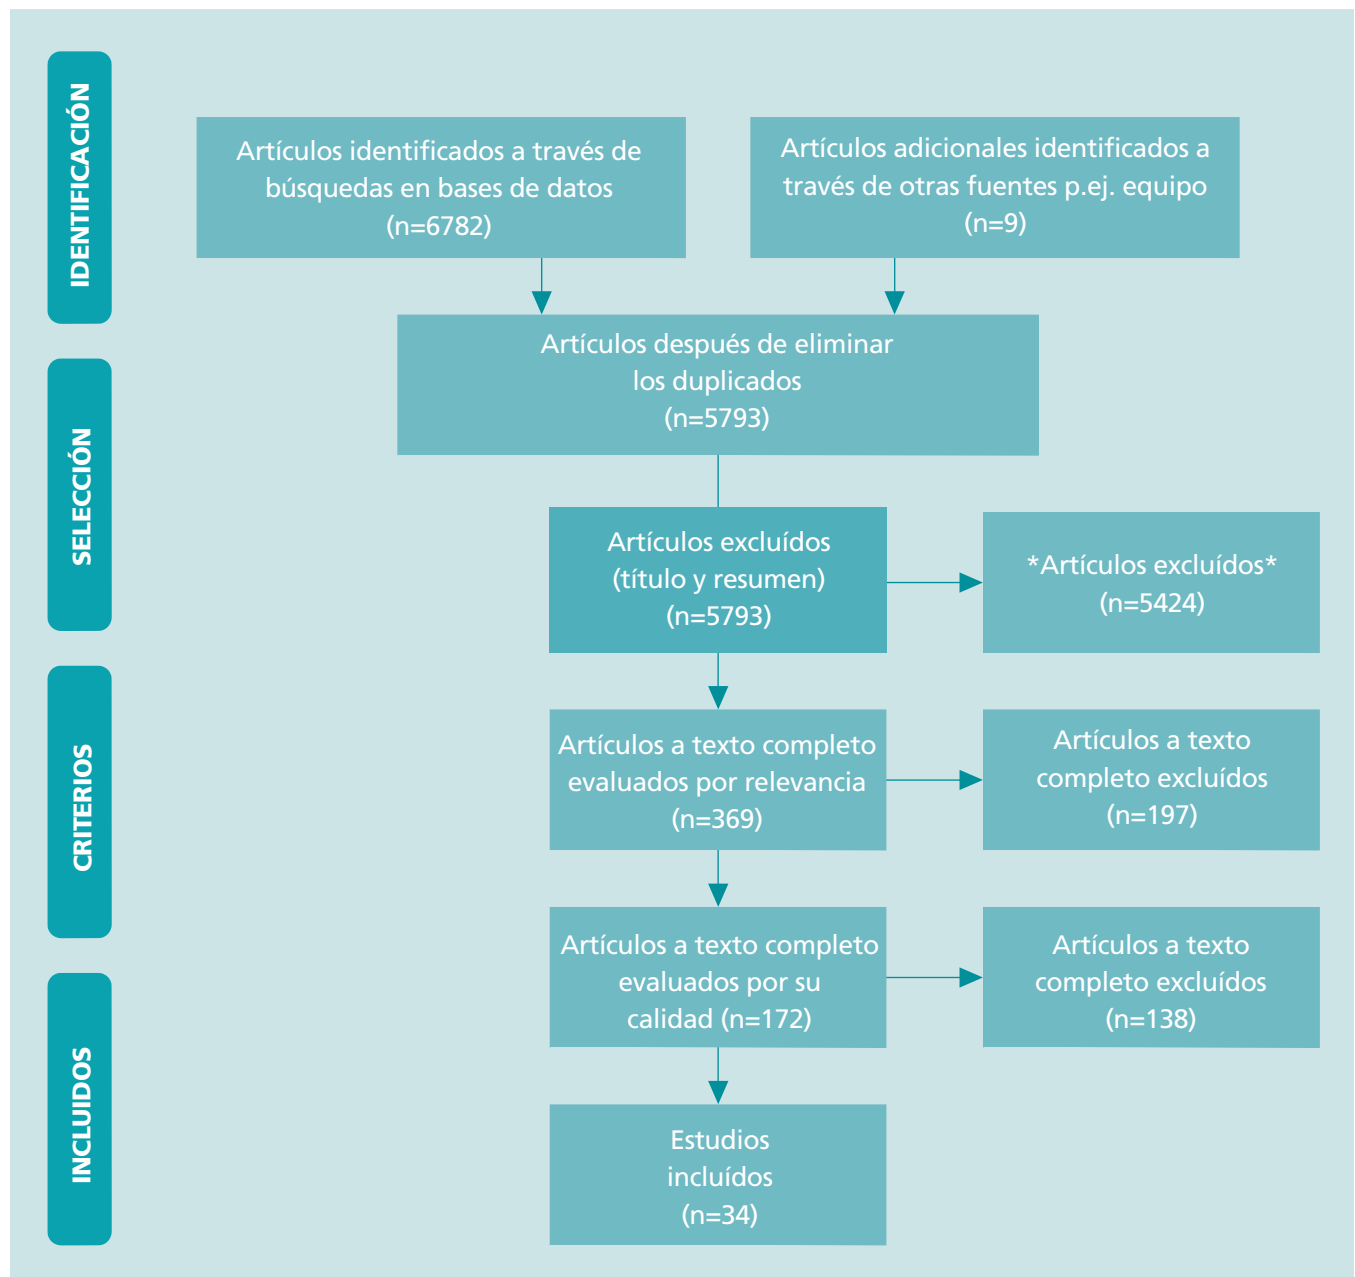 IDENTIFICACIÓN
Artículos identificados a través de
búsquedas en bases de datos
(n=6782)
Artículos adicionales identificados a
través de otras fuentes p.ej. equipo
(n=9)
Artículos después de eliminar
los duplicados
(n=5793)
SELECCIÓN
Artículos excluídos
(título y resumen)
(n=5793)
*Artículos excluídos*
(n=5424)
CRITERIOS
Artículos a texto completo
evaluados por relevancia
(n=369)
Artículos a texto
completo excluídos
(n=197)
Artículos a texto completo
evaluados por su
calidad (n=172)
Artículos a texto
completo excluídos
(n=138)
INCLUIDOS
Estudios
incluídos
(n=34)